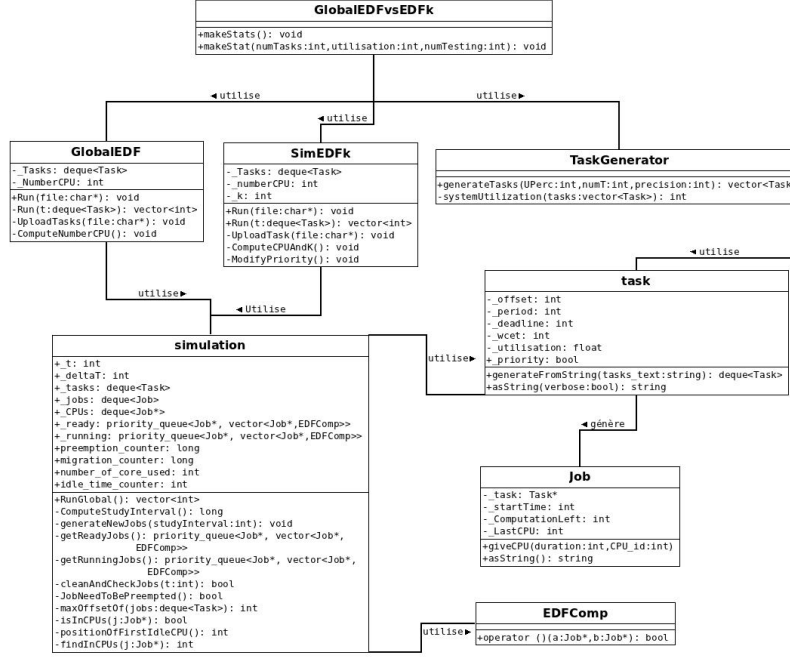 GlobalEDFvsEDFk
+makeStats(): void
+makeStat(numTasks:int,utilisation:int,numTesting:int): void
◄ utilise
utilise ►
◄ utilise
GlobalEDF
-_Tasks: deque<Task>
-_NumberCPU: int
+Run(file:char*): void
-Run(t:deque<Task>): vector<int>
-UploadTasks(file:char*): void
-ComputeNumberCPU(): void
SimEDFk
-_Tasks: deque<Task>
-_numberCPU: int
-_k: int
+Run(file:char*): void
+Run(t:deque<Task>): vector<int>
-UploadTask(file:char*): void
-ComputeCPUAndK(): void
-ModifyPriority(): void
TaskGenerator
+generateTasks(UPerc:int,numT:int,precision:int): vector<Task
-systemUtilization(tasks:vector<Task>): int
◄ utilise
utilise ►
◄ Utilise
task
-_offset: int
-_period: int
-_deadline: int
-_wcet: int
-_utilisation: float
+_priority: bool
+generateFromString(tasks_text:string): deque<Task>
+asString(verbose:bool): string
simulation
+_t: int
+_deltaT: int
+_tasks: deque<Task>
+_jobs: deque<Job>
+_CPUs: deque<Job*>
+_ready: priority_queue<Job*, vector<Job*,EDFComp>>
+_running: priority_queue<Job*, vector<Job*,EDFComp>>
+preemption_counter: long
+migration_counter: long
+number_of_core_used: int
+idle_time_counter: int
+RunGlobal(): vector<int>
-ComputeStudyInterval(): long
-generateNewJobs(studyInterval:int): void
-getReadyJobs(): priority_queue<Job*, vector<Job*,
EDFComp>>
-getRunningJobs(): priority_queue<Job*, vector<Job*,
EDFComp>>
-cleanAndCheckJobs(t:int): bool
-JobNeedToBePreempted(): bool
-maxOffsetOf(jobs:deque<Task>): int
-isInCPUs(j:Job*): bool
-positionOfFirstIdleCPU(): int
-findInCPUs(j:Job*): int
utilise ►
◄ génère
Job
-_task: Task*
-_startTime: int
-_ComputationLeft: int
-_LastCPU: int
+giveCPU(duration:int,CPU_id:int)
+asString(): string
utilise ►
EDFComp
+operator ()(a:Job*,b:Job*): bool